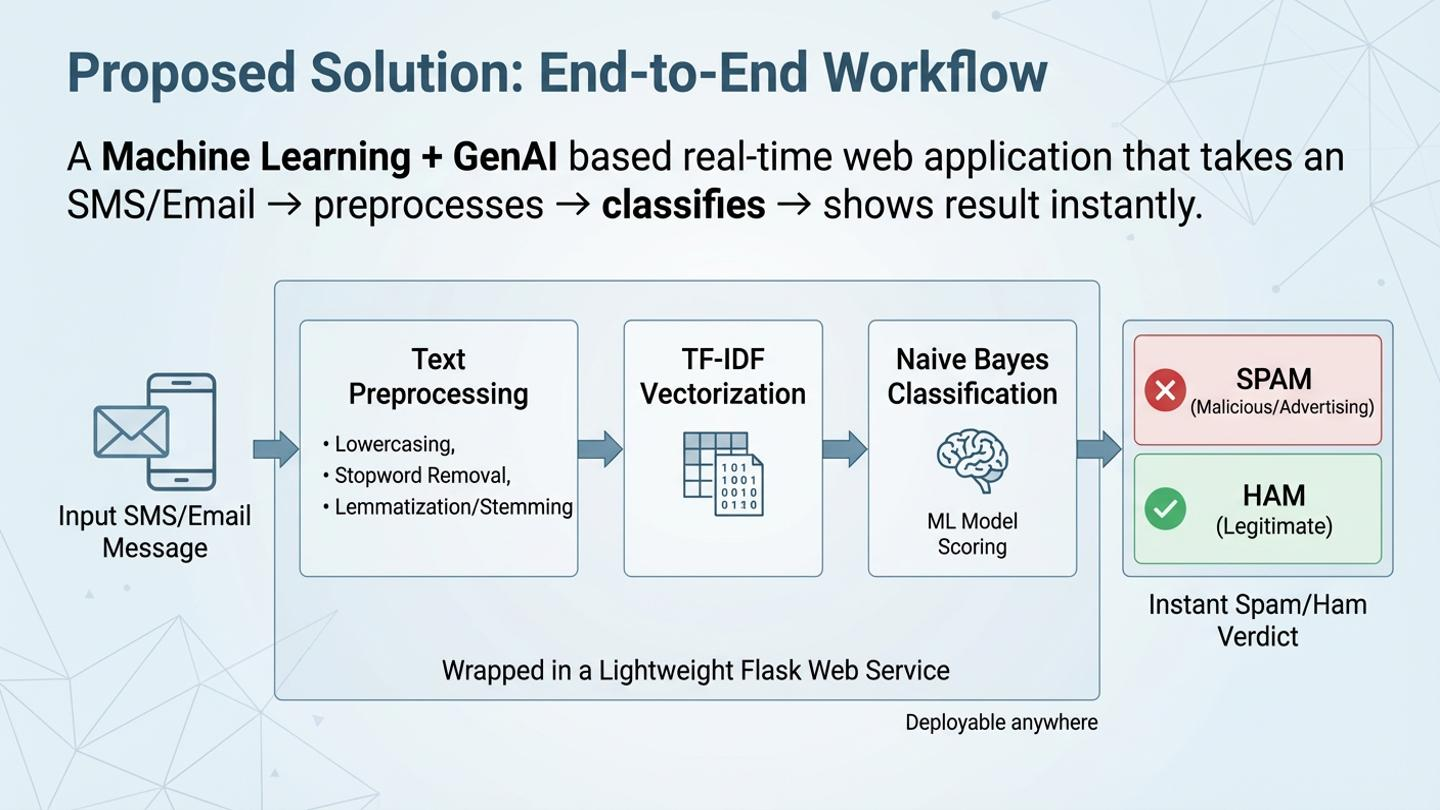 Proposed Solution: End-to-End Workflow
A Machine Learning + GenAI based real-time web application that takes an
SMS/Email → preprocesses → classifies → shows result instantly.
Input SMS/Email
Message
Text
Preprocessing
• Lowercasing,
• Stopword Removal,
• Lemmatization/Stemming
TF-IDF
Vectorization
101
1001
0010
0110
Naive Bayes
Classification
ML Model
Scoring
SPAM
(Malicious/Advertising)
HAM
(Legitimate)
Instant Spam/Ham
Verdict
Wrapped in a Lightweight Flask Web Service
Deployable anywhere